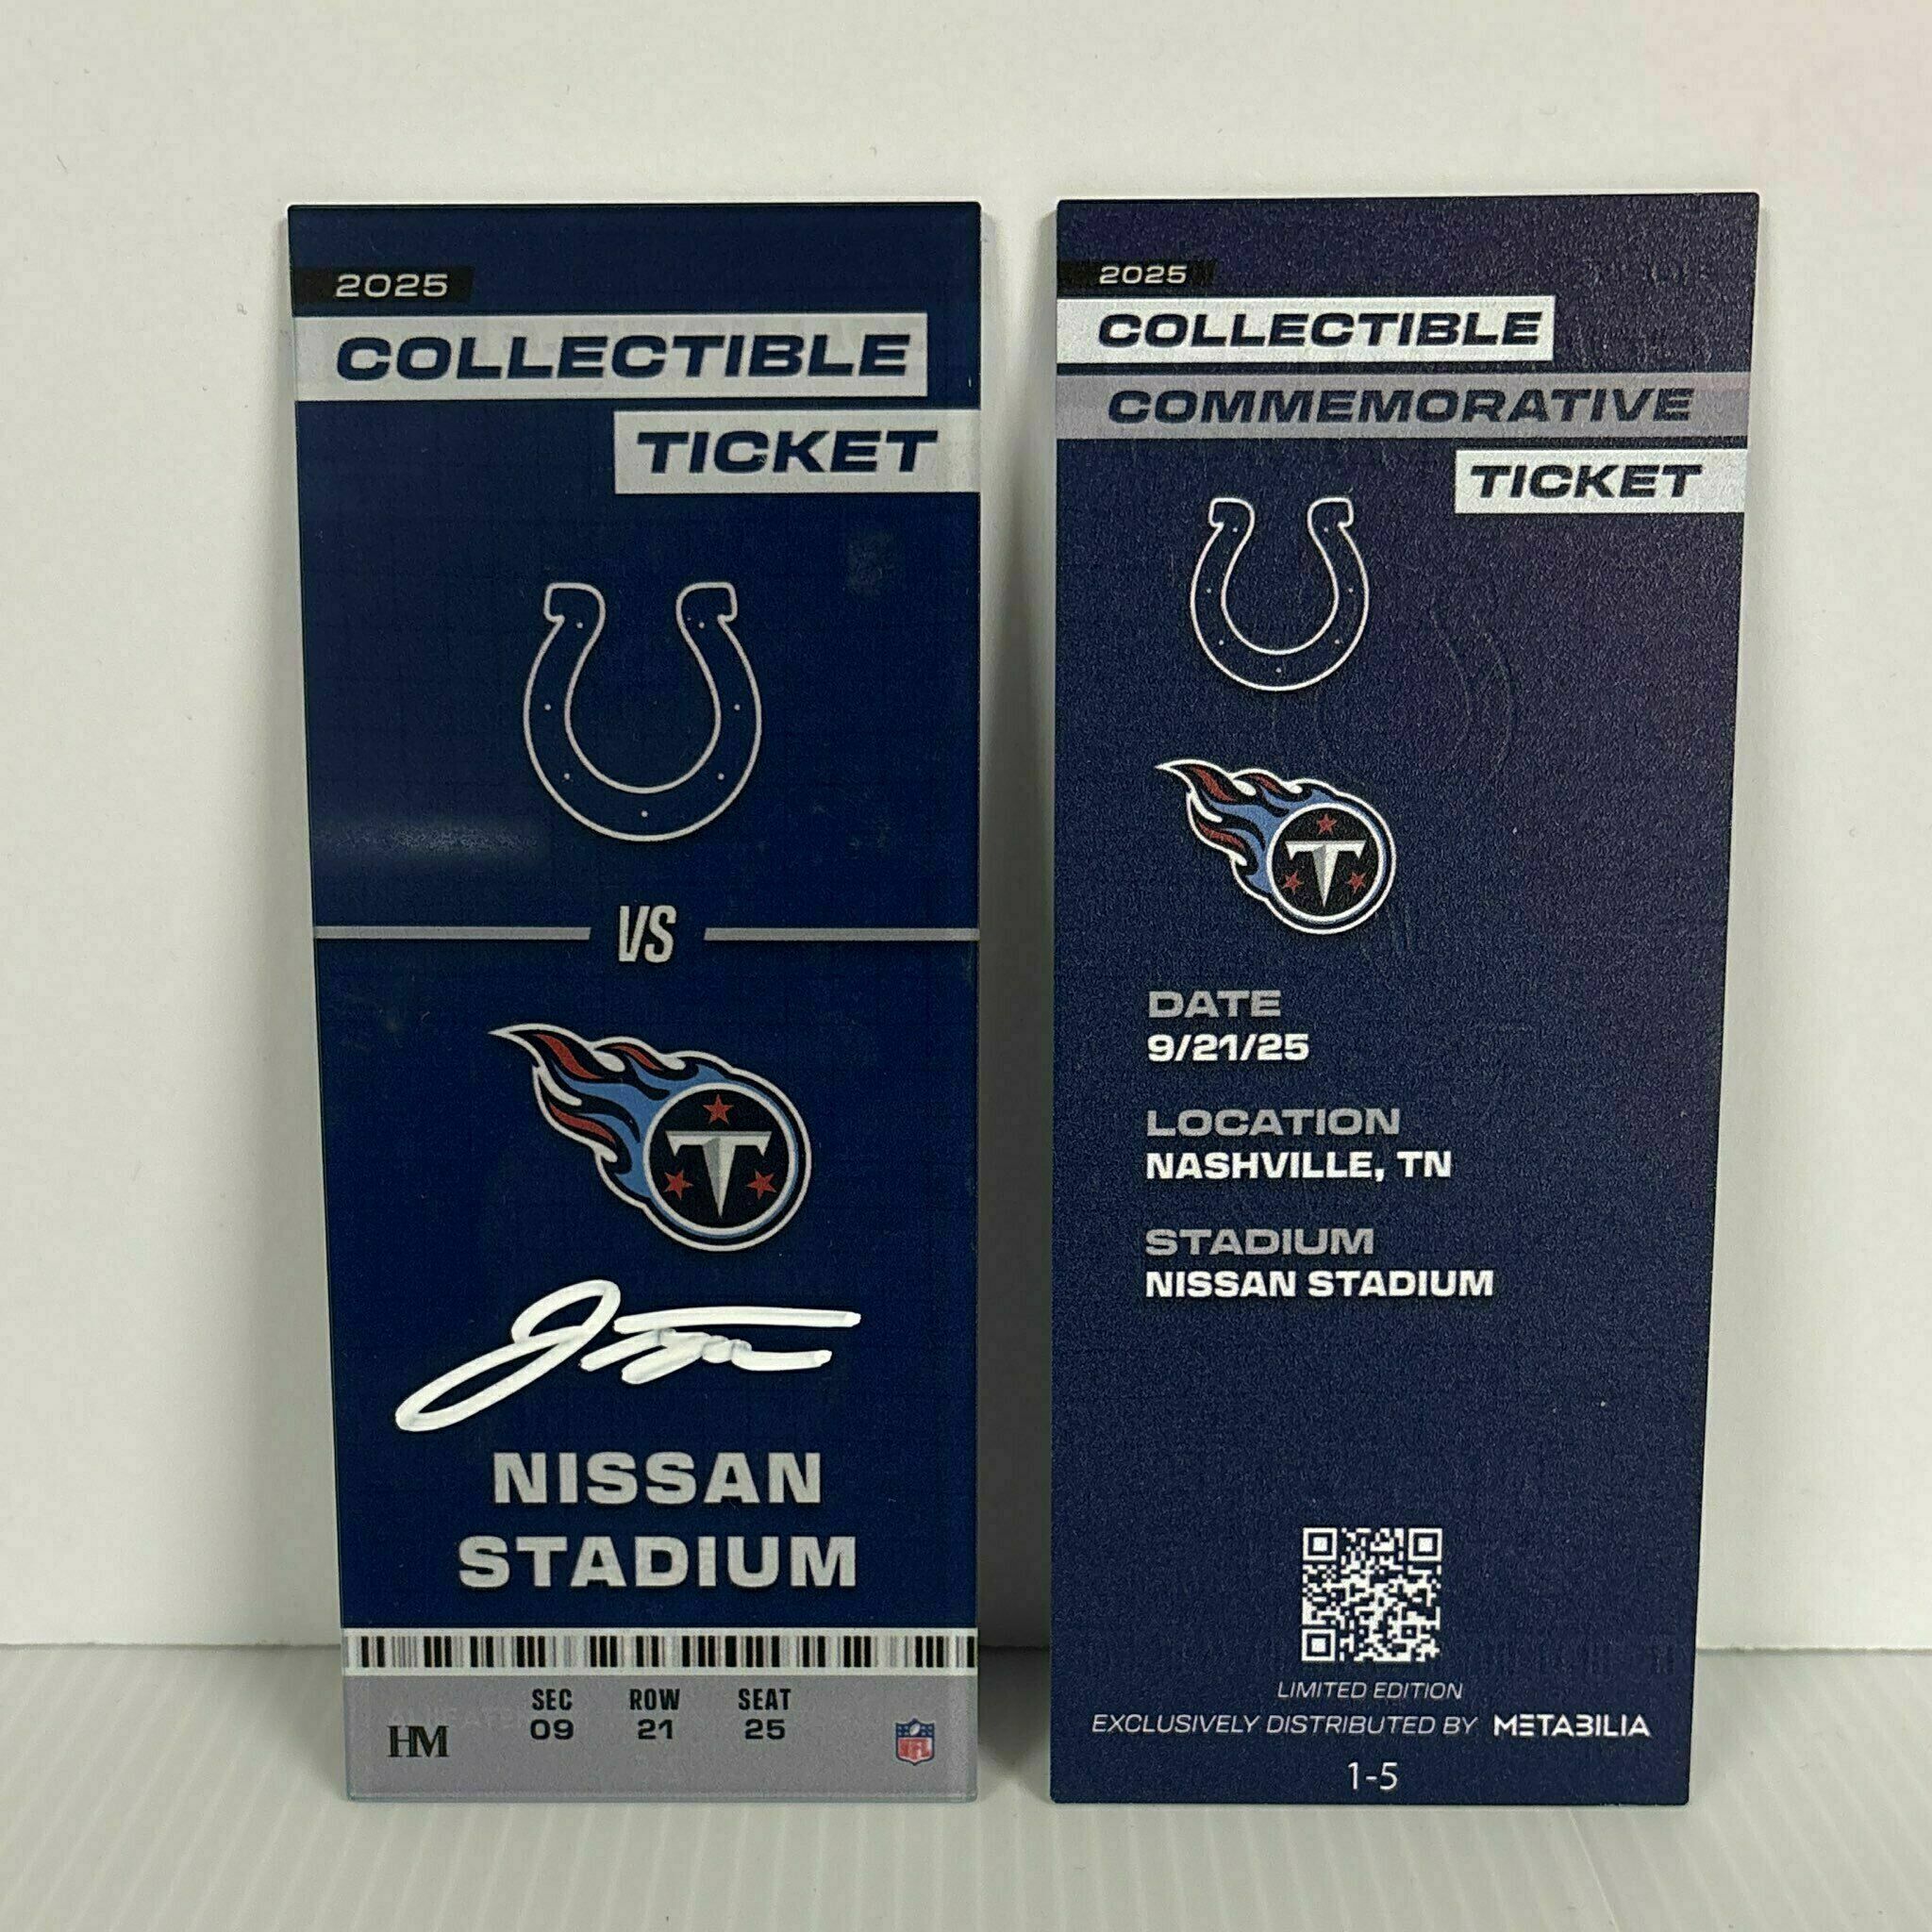 2025
COLLECTIBLE
TICKET
VS
T
NISSAN
STADIUM
SEC ROW SEAT
09 21 25
HM
NFL
2025
COLLECTIBLE
COMMEMORATIVE
TICKET
T
DATE
9/21/25
LOCATION
NASHVILLE, TN
STADIUM
NISSAN STADIUM
LIMITED EDITION
EXCLUSIVELY DISTRIBUTED BY METABILIA
1-5